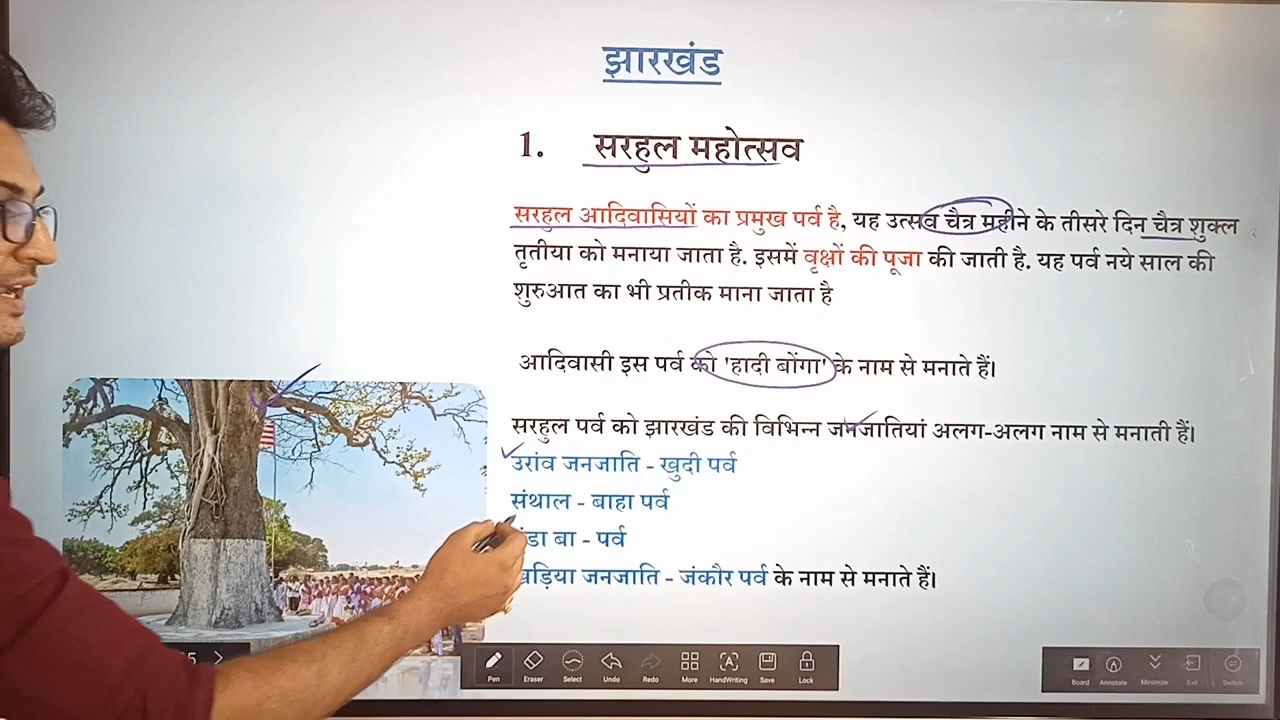 झारखंड
1. सरहुल महोत्सव
सरहुल आदिवासियों का प्रमुख पर्व है, यह उत्सव चैत्र महीने के तीसरे दिन चैत्र शुक्ल
तृतीया को मनाया जाता है. इसमें वृक्षों की पूजा की जाती है. यह पर्व नये साल की
शुरुआत का भी प्रतीक माना जाता है
आदिवासी इस पर्व को 'हादी बोंगा' के नाम से मनाते हैं।
सरहुल पर्व को झारखंड की विभिन्न जनजातियां अलग-अलग नाम से मनाती हैं।
उरांव जनजाति - खुदी पर्व
संथाल - बाहा पर्व
बा - पर्व
जनजाति - जंकौर पर्व के नाम से मनाते हैं।
5 >
Pen Eraser Select Undo Redo More HandWriting Save Lock
Board Annotate Minimize Exit Switch